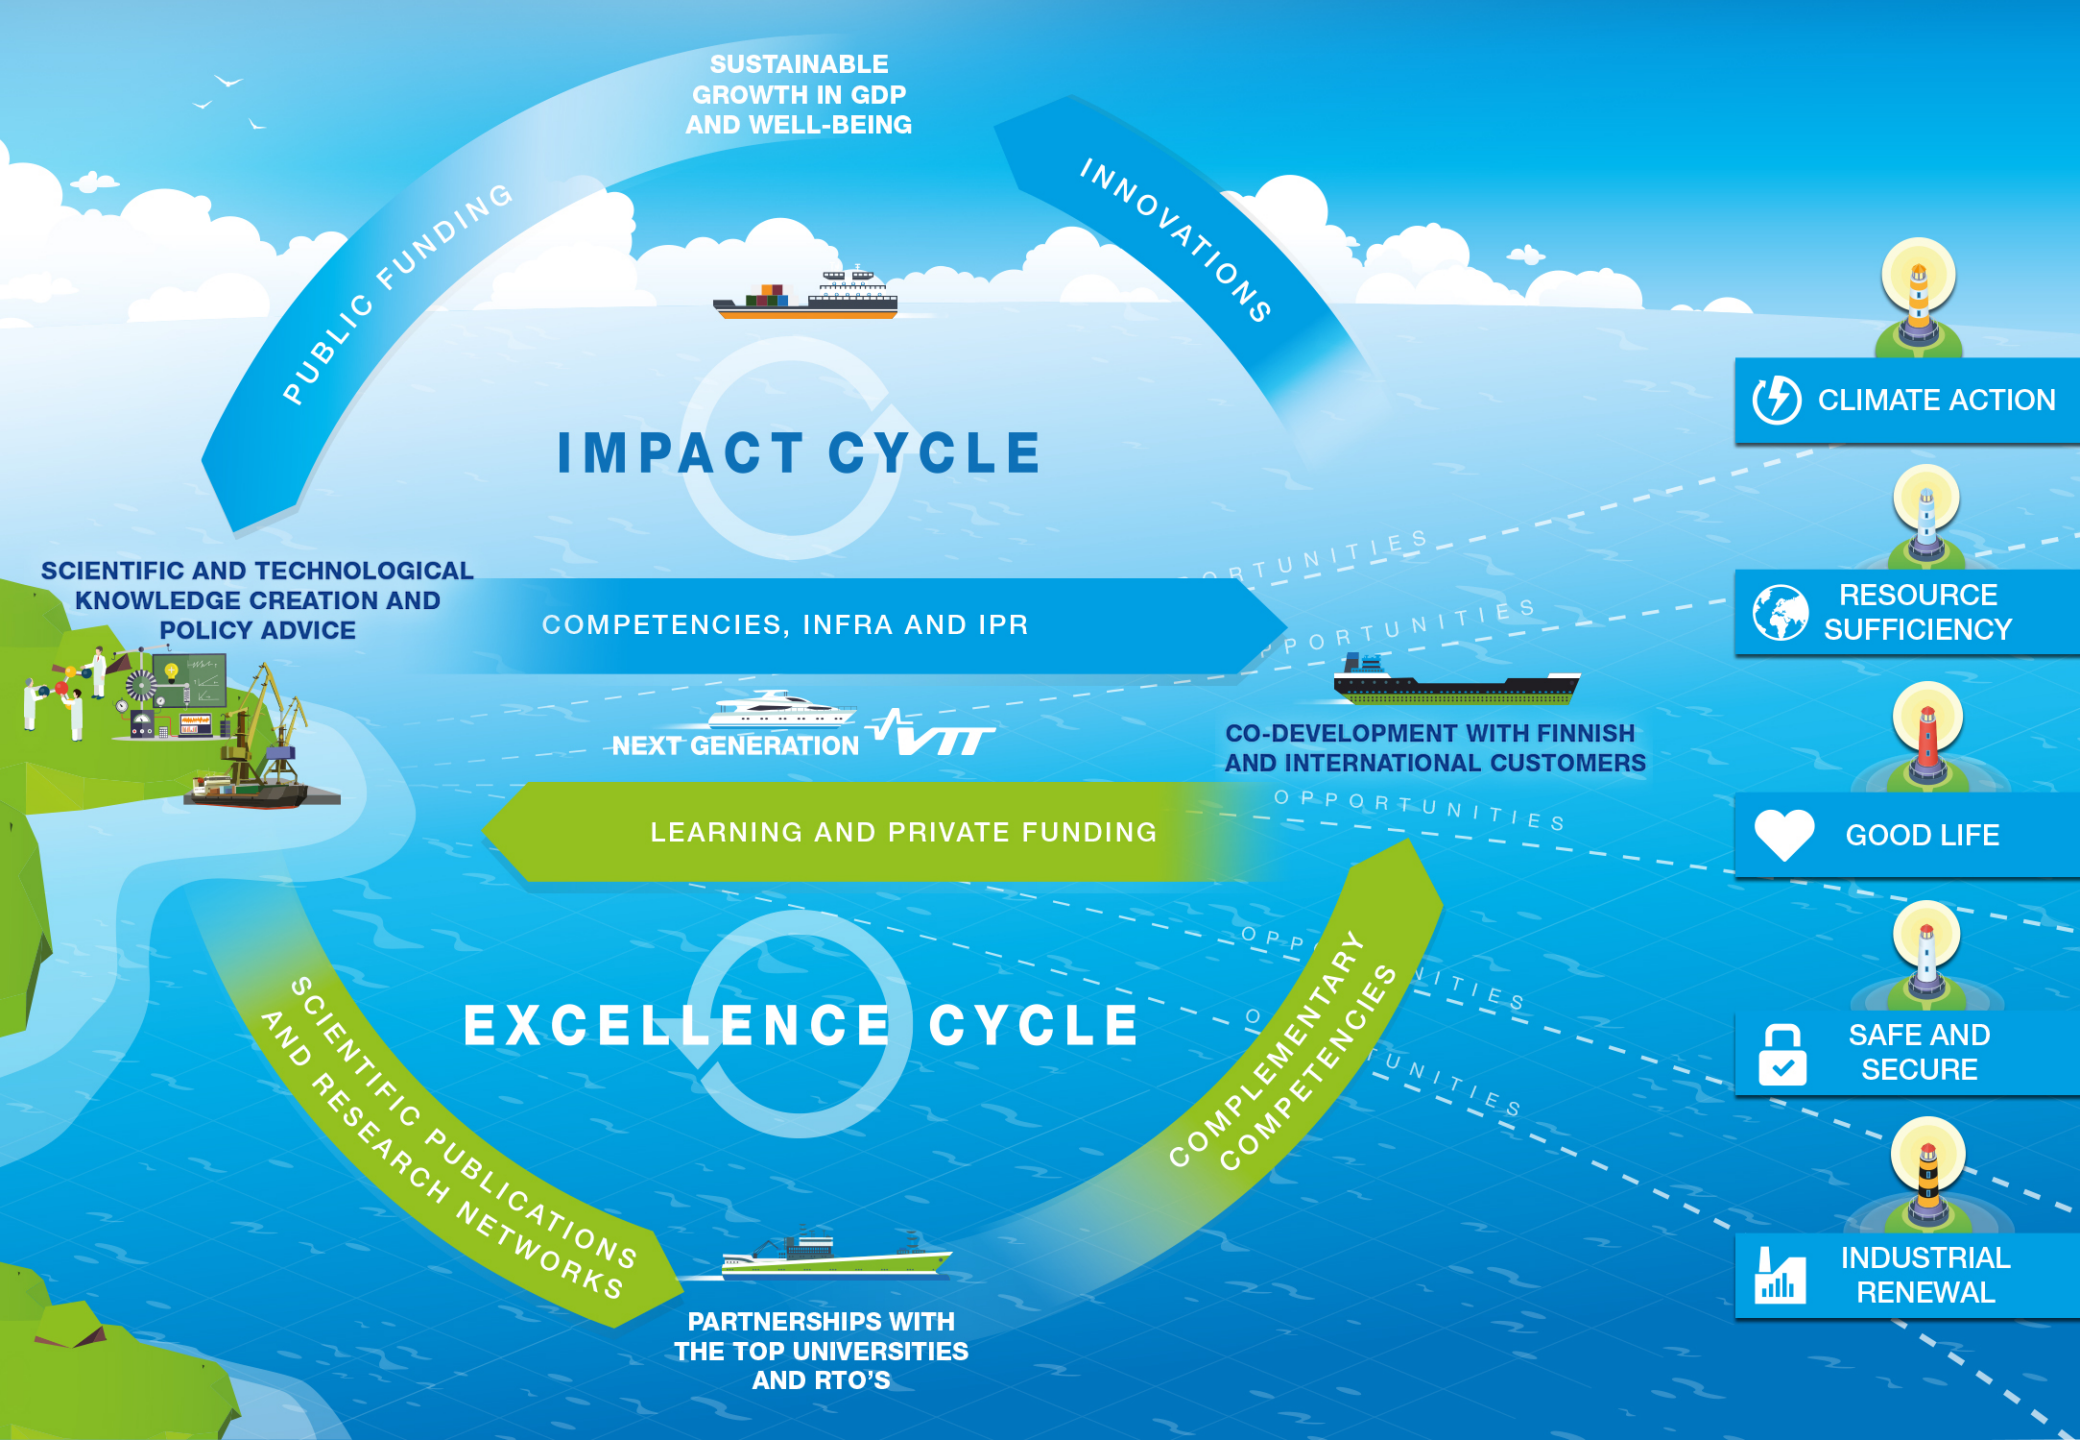 SUSTAINABLE
GROWTH IN GDP
AND WELL-BEING
PUBLIC FUNDING
INNOVATIONS
IMPACT CYCLE
SCIENTIFIC AND TECHNOLOGICAL
KNOWLEDGE CREATION AND
POLICY ADVICE
COMPETENCIES, INFRA AND IPR
NEXT GENERATION VTT
CO-DEVELOPMENT WITH FINNISH
AND INTERNATIONAL CUSTOMERS
LEARNING AND PRIVATE FUNDING
OPPORTUNITIES
EXCELLENCE CYCLE
SCIENTIFIC PUBLICATIONS
AND RESEARCH NETWORKS
COMPLEMENTARY
COMPETENCIES
PARTNERSHIPS WITH
THE TOP UNIVERSITIES
AND RTO'S
CLIMATE ACTION
RESOURCE
SUFFICIENCY
GOOD LIFE
SAFE AND
SECURE
INDUSTRIAL
RENEWAL